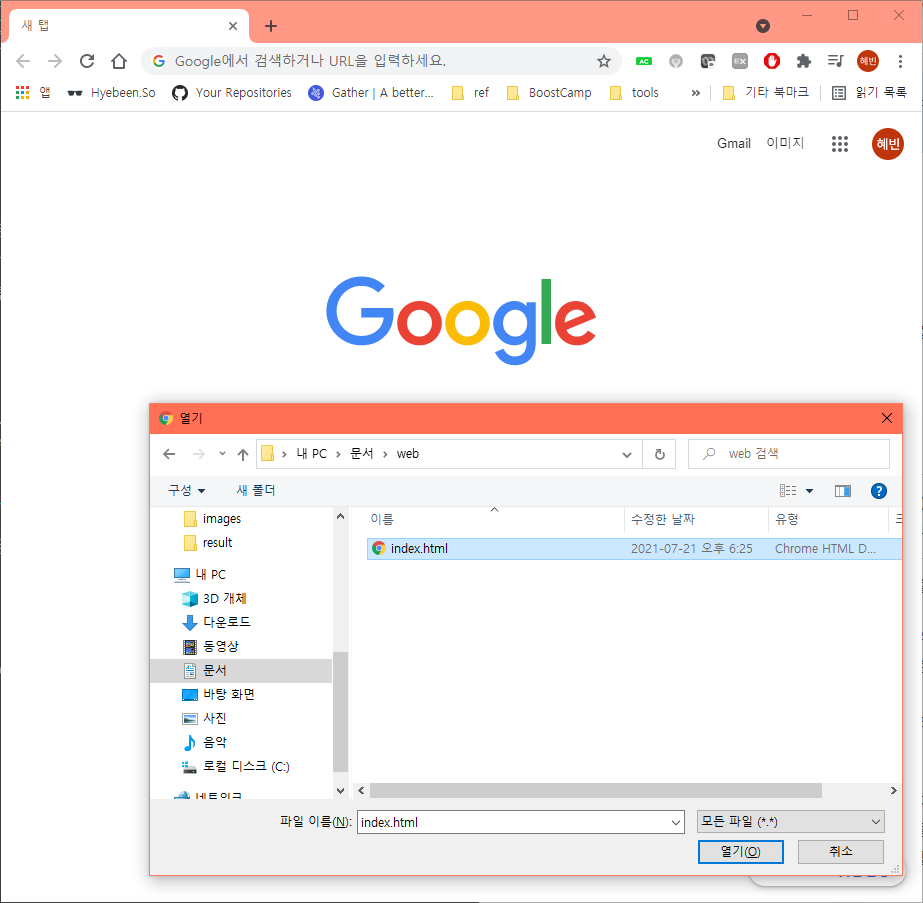 새 탭
Google에서 검색하거나 URL을 입력하세요.
AC
혜빈
앱 Hyebeen.So Your Repositories Gather | A better... ref BoostCamp tools » 기타 북마크 읽기 목록
Gmail 이미지 혜빈
Google
열기
내 PC › 문서 › web
web 검색
구성 새 폴더
이름 수정한 날짜 유형
images
index.html 2021-07-21 오후 6:25 Chrome HTML D...
result
내 PC
3D 개체
다운로드
동영상
문서
바탕 화면
사진
음악
로컬 디스크 (C:)
네트워크
파일 이름(N): index.html 모든 파일 (*.*)
열기(O) 취소